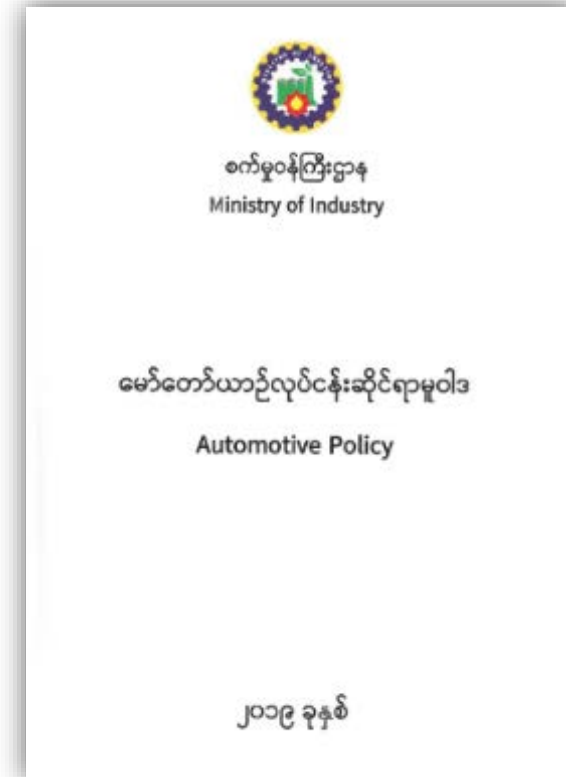 စက်မှုဝန်ကြီးဌာန
Ministry of Industry
မော်တော်ယာဉ်လုပ်ငန်းဆိုင်ရာမူဝါဒ
Automotive Policy
၂၀၁၉ ခုနှစ်